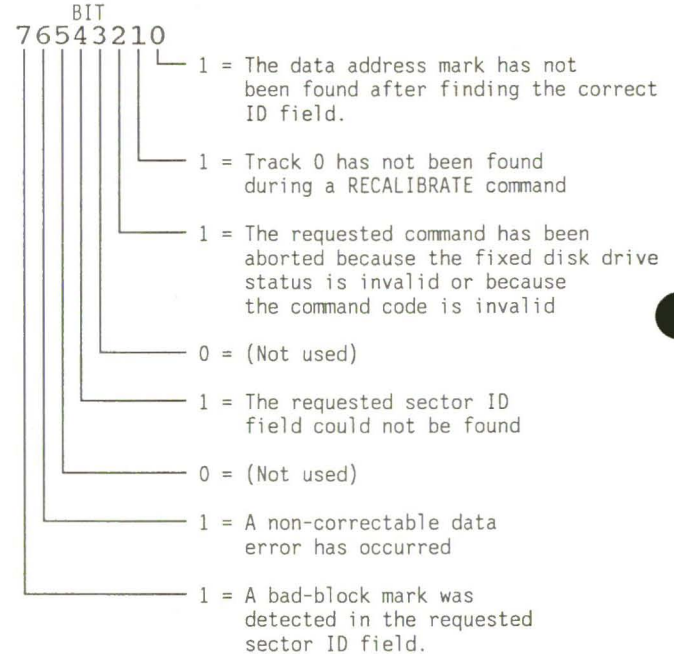 BIT
76543210
1 = The data address mark has not
been found after finding the correct
ID field.
1 = Track 0 has not been found
during a RECALIBRATE command
1 = The requested command has been
aborted because the fixed disk drive
status is invalid or because
the command code is invalid
0 = (Not used)
1 = The requested sector ID
field could not be found
0 = (Not used)
1 = A non-correctable data
error has occurred
1 = A bad-block mark was
detected in the requested
sector ID field.